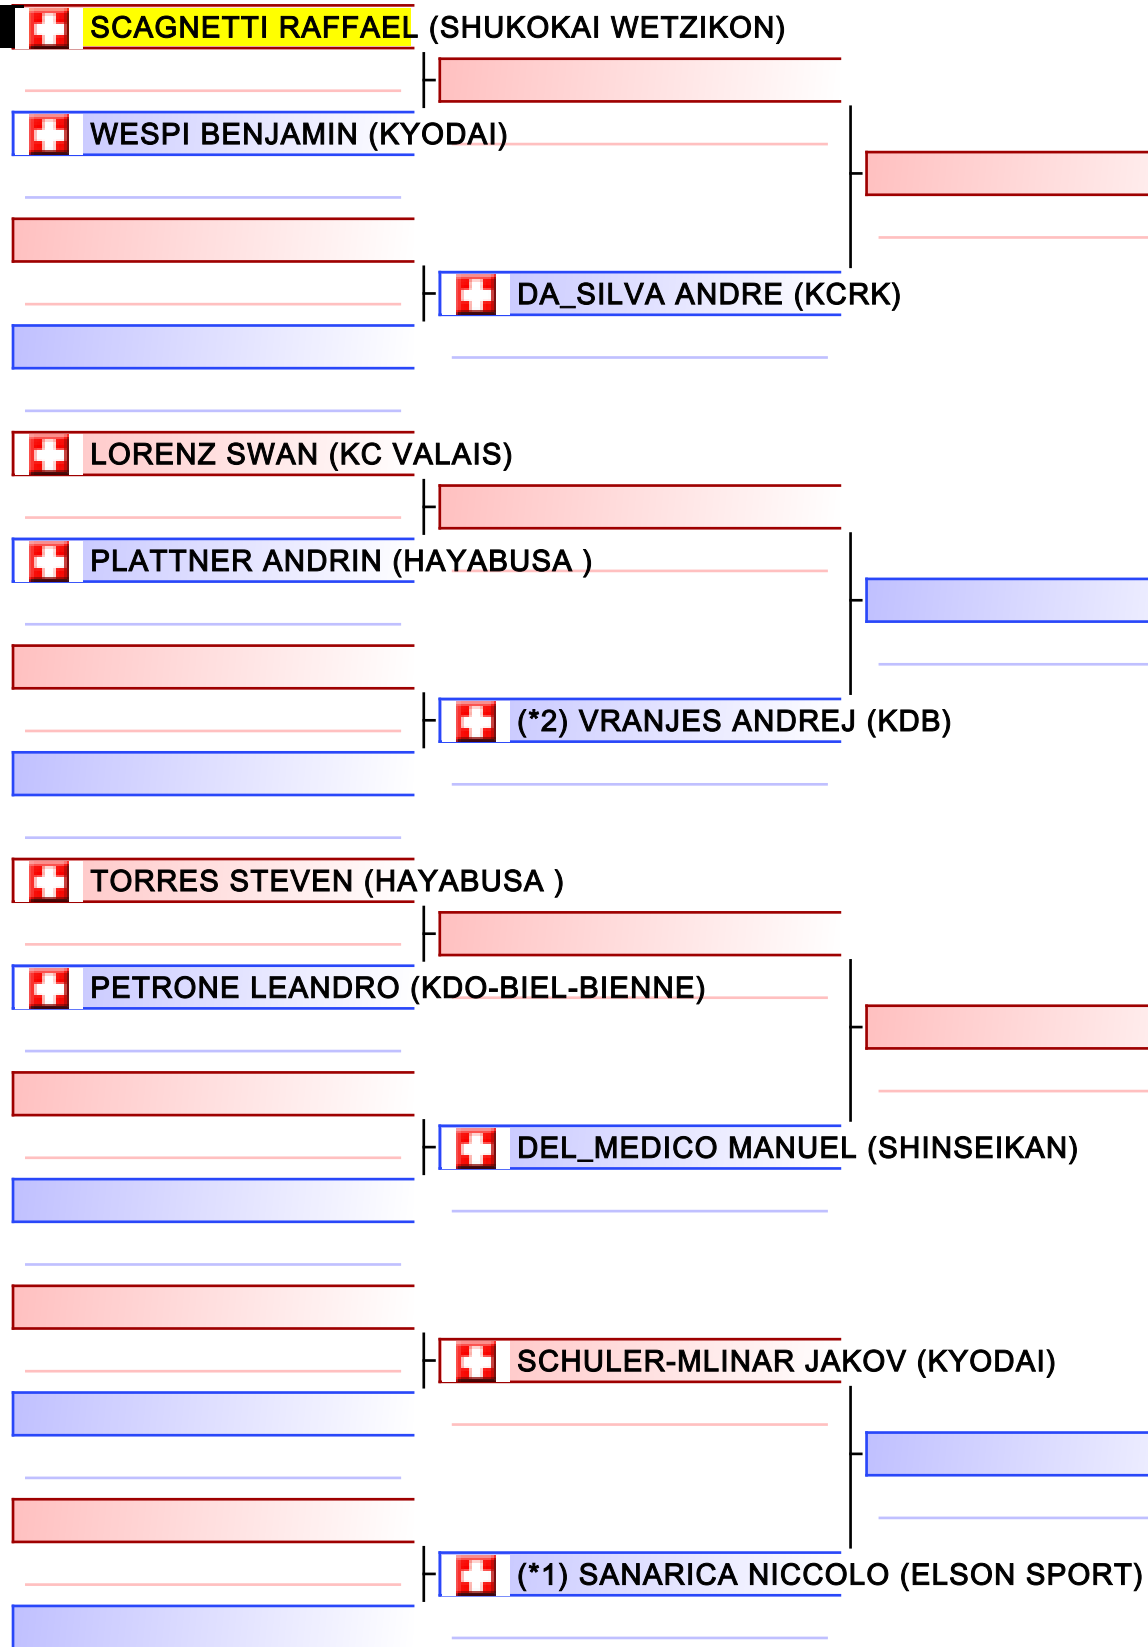 SCAGNETTI RAFFAEL (SHUKOKAI WETZIKON)
WESPI BENJAMIN (KYODAI)
DA_SILVA ANDRE (KCRK)
LORENZ SWAN (KC VALAIS)
PLATTNER ANDRIN (HAYABUSA )
(*2) VRANJES ANDREJ (KDB)
TORRES STEVEN (HAYABUSA )
PETRONE LEANDRO (KDO-BIEL-BIENNE)
DEL_MEDICO MANUEL (SHINSEIKAN)
SCHULER-MLINAR JAKOV (KYODAI)
(*1) SANARICA NICCOLO (ELSON SPORT)